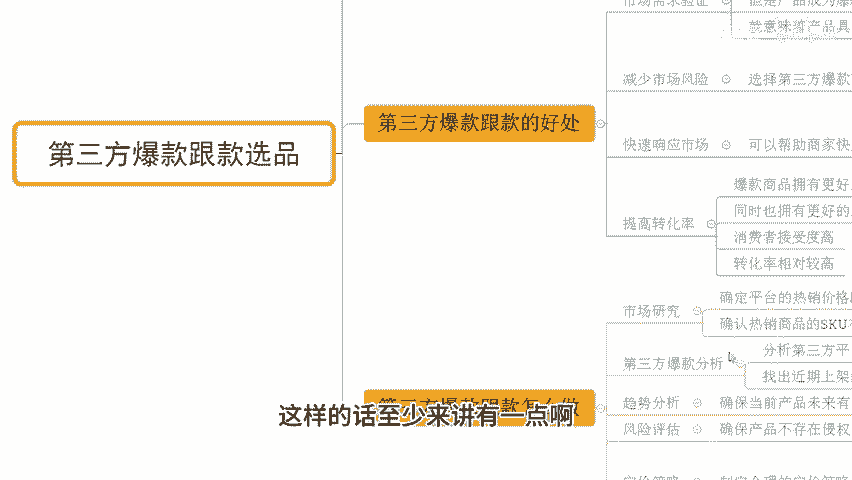 市场需求验证
就意味着产品具
减少市场风险
选择第三方爆款
第三方爆款跟款的好处
第三方爆款跟款选品
快速响应市场
可以帮助商家快
爆款商品拥有更好
同时也拥有更好的
提高转化率
消费者接受度高
转化率相对较高
确定平台的热销价格
市场研究
确认热销商品的SKU
分析第三方平
第三方爆款分析
找出近期上架
第三方爆款跟款怎么做
这样的话至少来讲有一点啊
趋势分析
确保当前产品未来有
风险评估
确保产品不存在侵权
定价策略